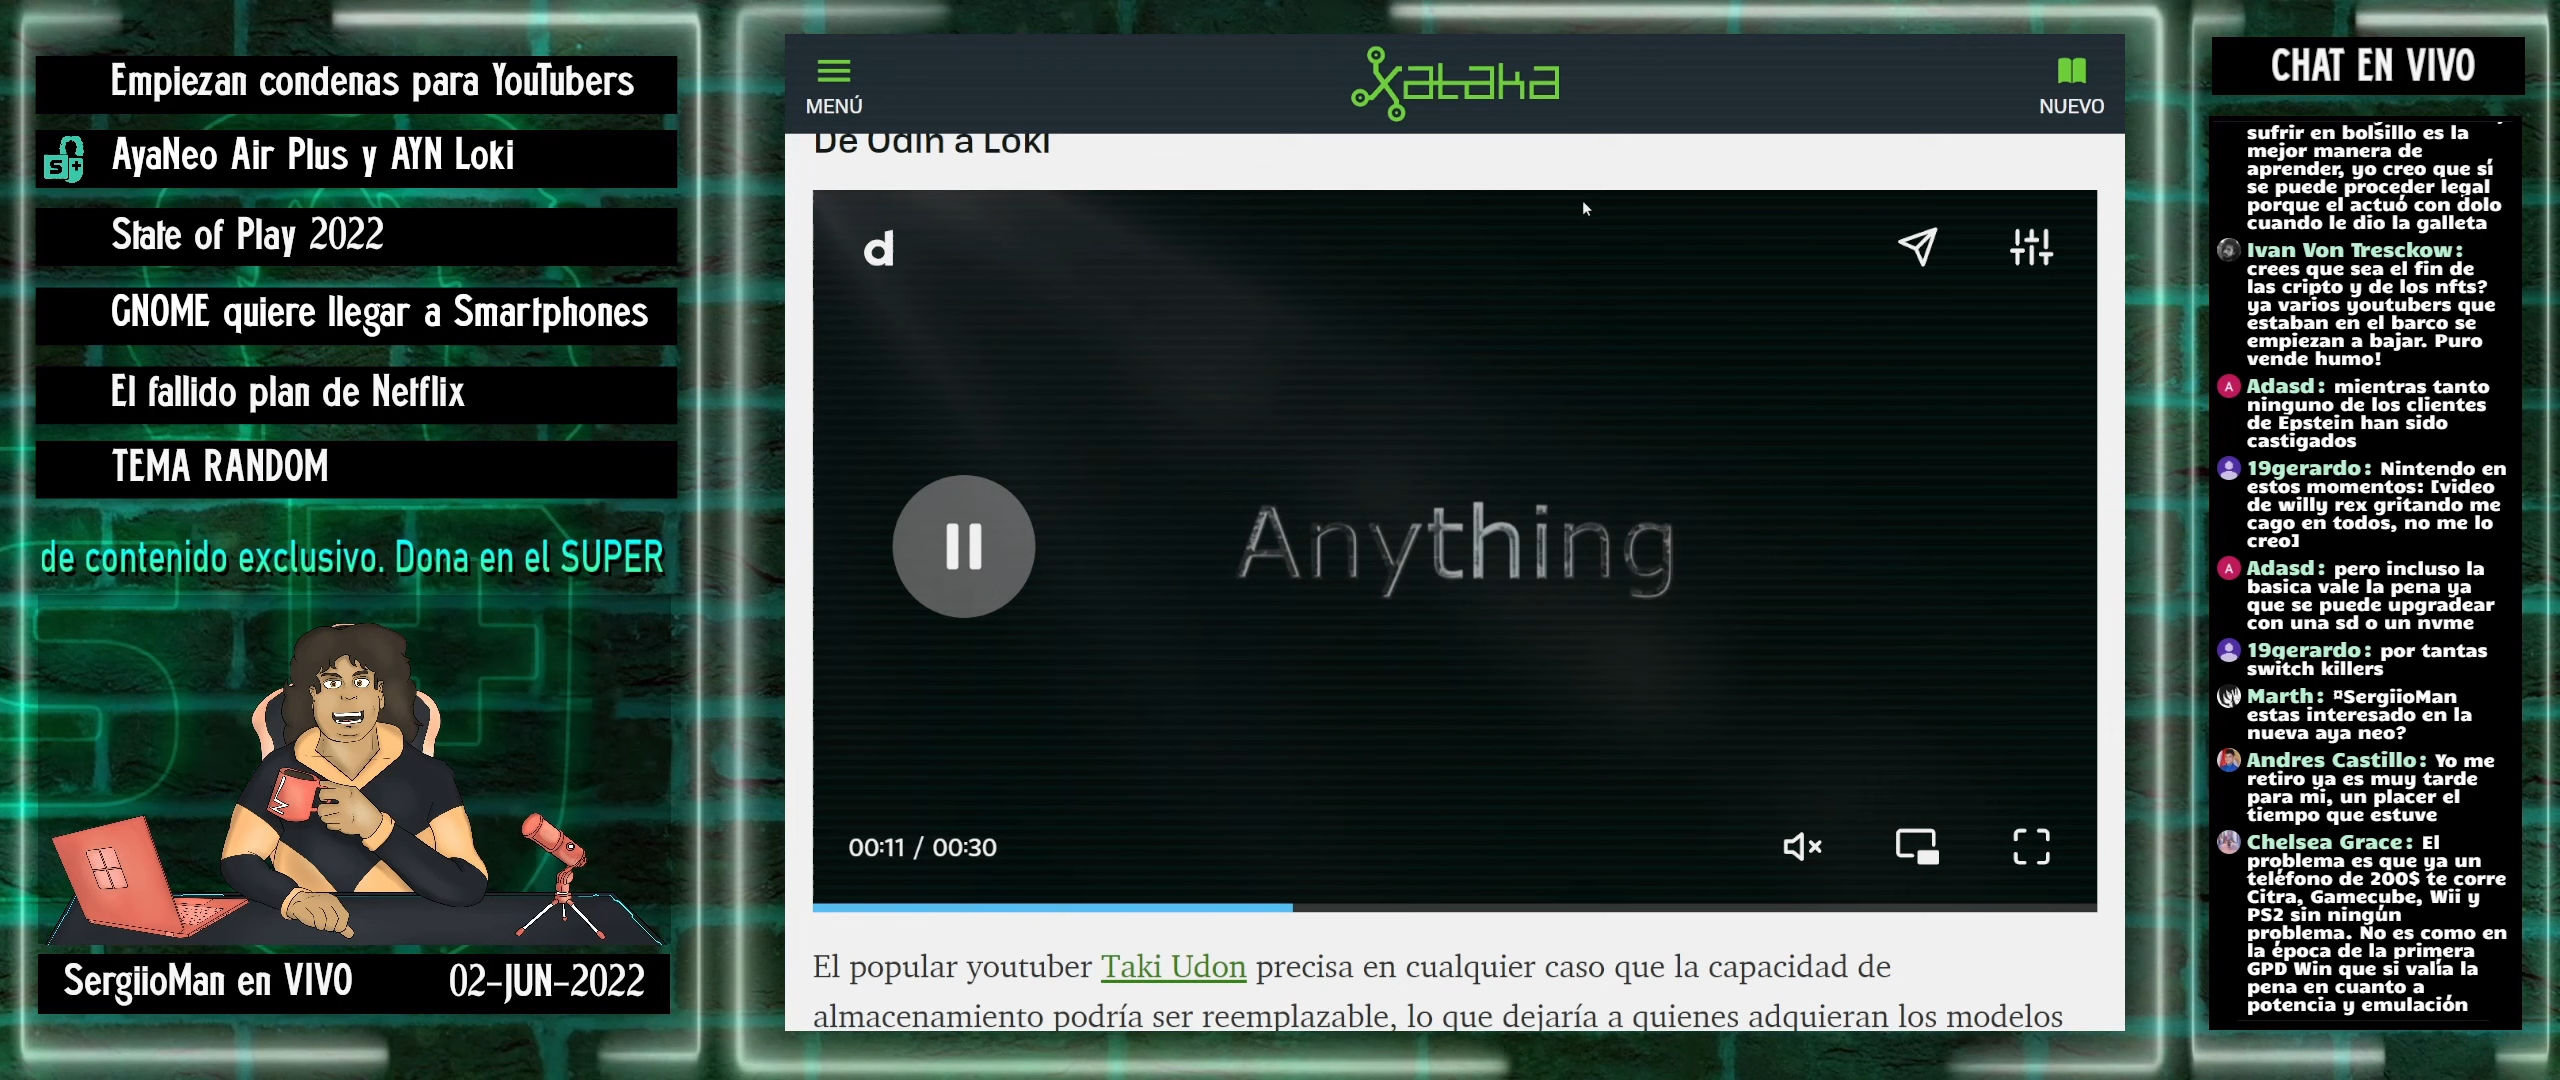 Empiezan condenas para YouTubers
S+
AyaNeo Air Plus y AYN Loki
State of Play 2022
GNOME quiere llegar a Smartphones
El fallido plan de Netflix
TEMA RANDOM
de contenido exclusivo. Dona en el SUPER
SergiioMan en VIVO
02-JUN-2022
MENÚ
xataka
NUEVO
De Odin a Loki
d
Anything
00:11 / 00:30
El popular youtuber Taki Udon precisa en cualquier caso que la capacidad de
almacenamiento podría ser reemplazable, lo que dejaría a quienes adquieran los modelos
CHAT EN VIVO
sufrir en bolsillo es la
mejor manera de
aprender, yo creo que sí
se puede proceder legal
porque el actuó con dolo
cuando le dio la galleta
Ivan Von Tresckow:
crees que sea el fin de
las cripto y de los nfts?
ya varios youtubers que
estaban en el barco se
empiezan a bajar. Puro
vende humo!
A
Adasd: mientras tanto
ninguno de los clientes
de Epstein han sido
castigados
19gerardo: Nintendo en
estos momentos: [video
de willy rex gritando me
cago en todos, no me lo
creo]
A
Adasd: pero incluso la
basica vale la pena ya
que se puede upgradear
con una sd o un nvme
19gerardo: por tantas
switch killers
Marth: ¤SergiioMan
estas interesado en la
nueva aya neo?
Andres Castillo: Yo me
retiro ya es muy tarde
para mí, un placer el
tiempo que estuve
Chelsea Grace: El
problema es que ya un
teléfono de 200$ te corre
Citra, Gamecube, Wii y
PS2 sin ningún
problema. No es como en
la época de la primera
GPD Win que si valía la
pena en cuanto a
potencia y emulación